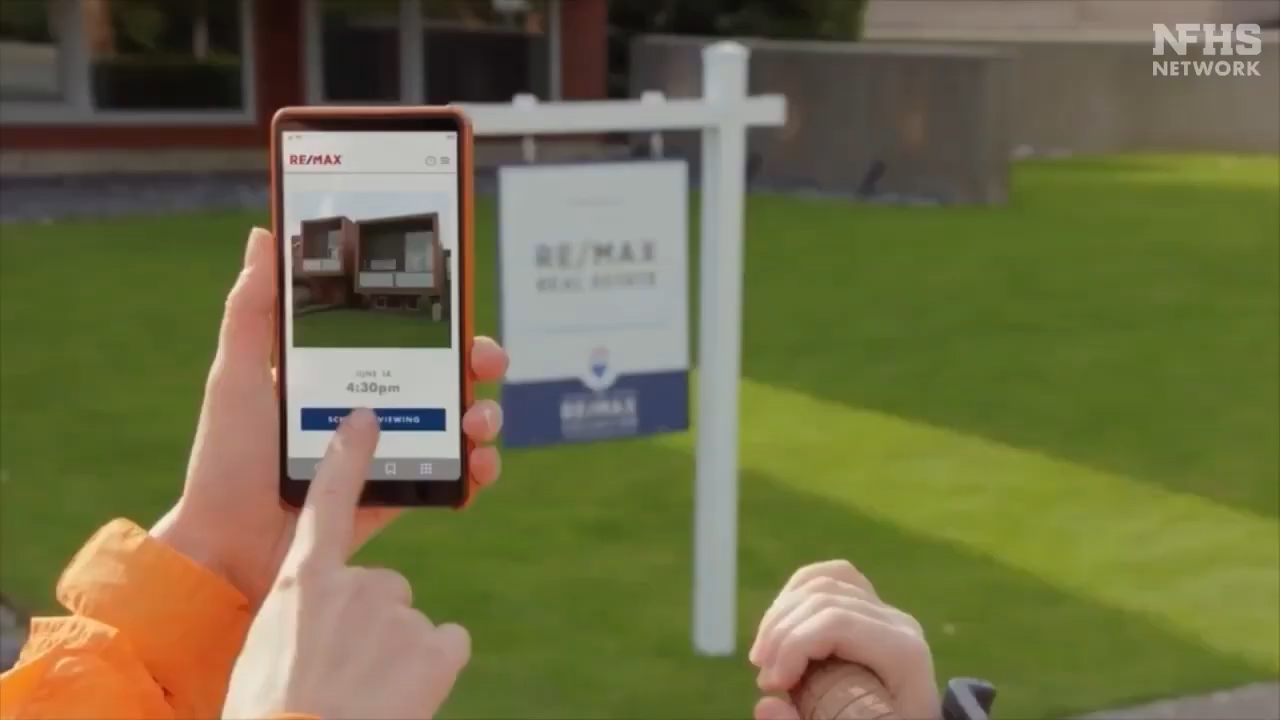 NFHS
NETWORK
RE/MAX
JUNE 14
4:30pm
VIEWING
RE/MAX
REAL ESTATE
RE/MAX